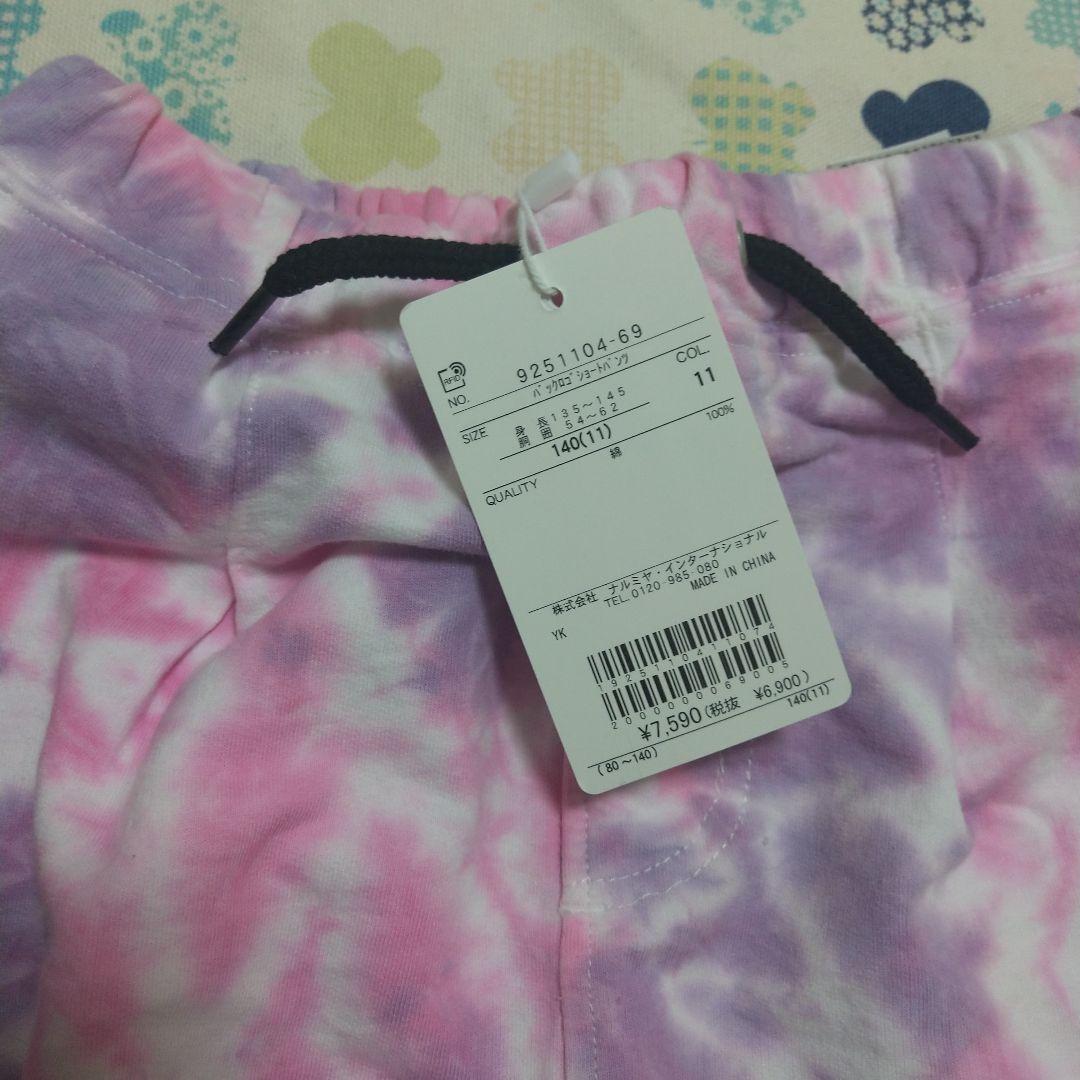 RFID
NO. 9251104-69
バックロゴショートパンツ
COL.
11
SIZE 身長135～145
胴囲 54～62
140(11)
QUALITY 綿 100%
株式会社 ナルミヤ・インターナショナル
TEL.0120-985-080
MADE IN CHINA
YK
1925110411074
2000000069005
¥7,590(税抜 ¥6,900)
(80～140) 140(11)